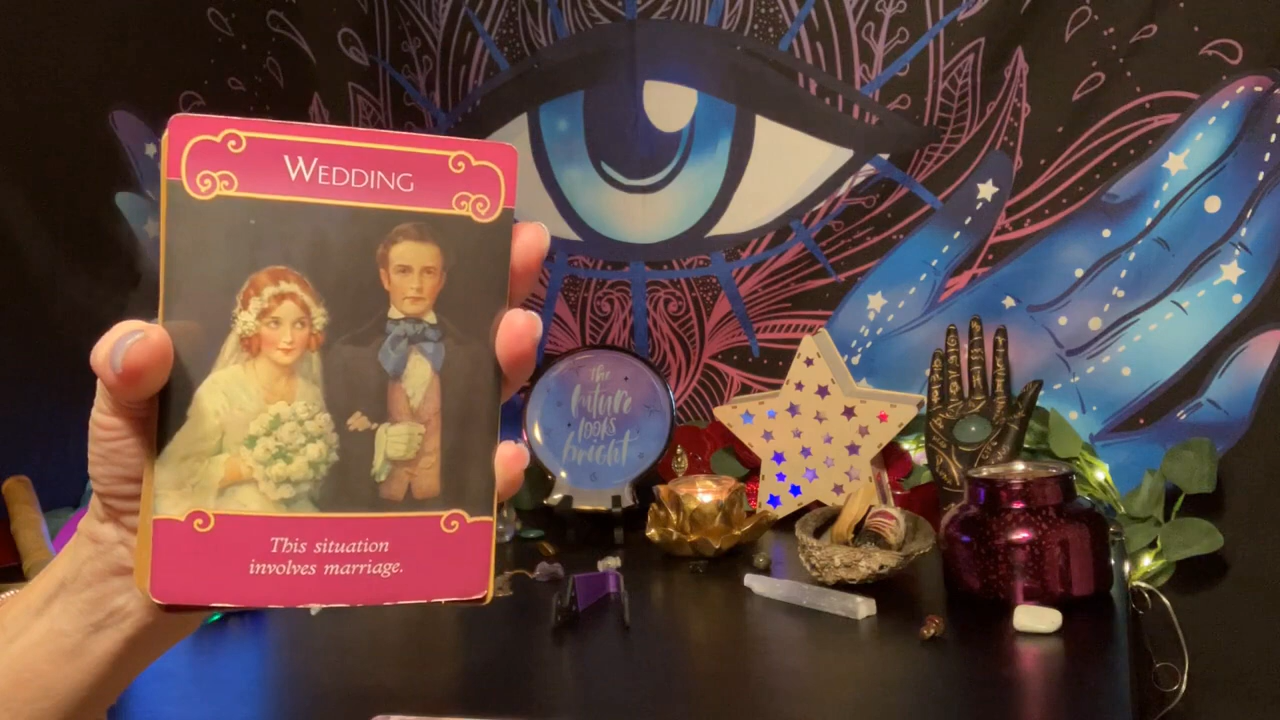 WEDDING
This situation
involves marriage.
the
future
looks
bright